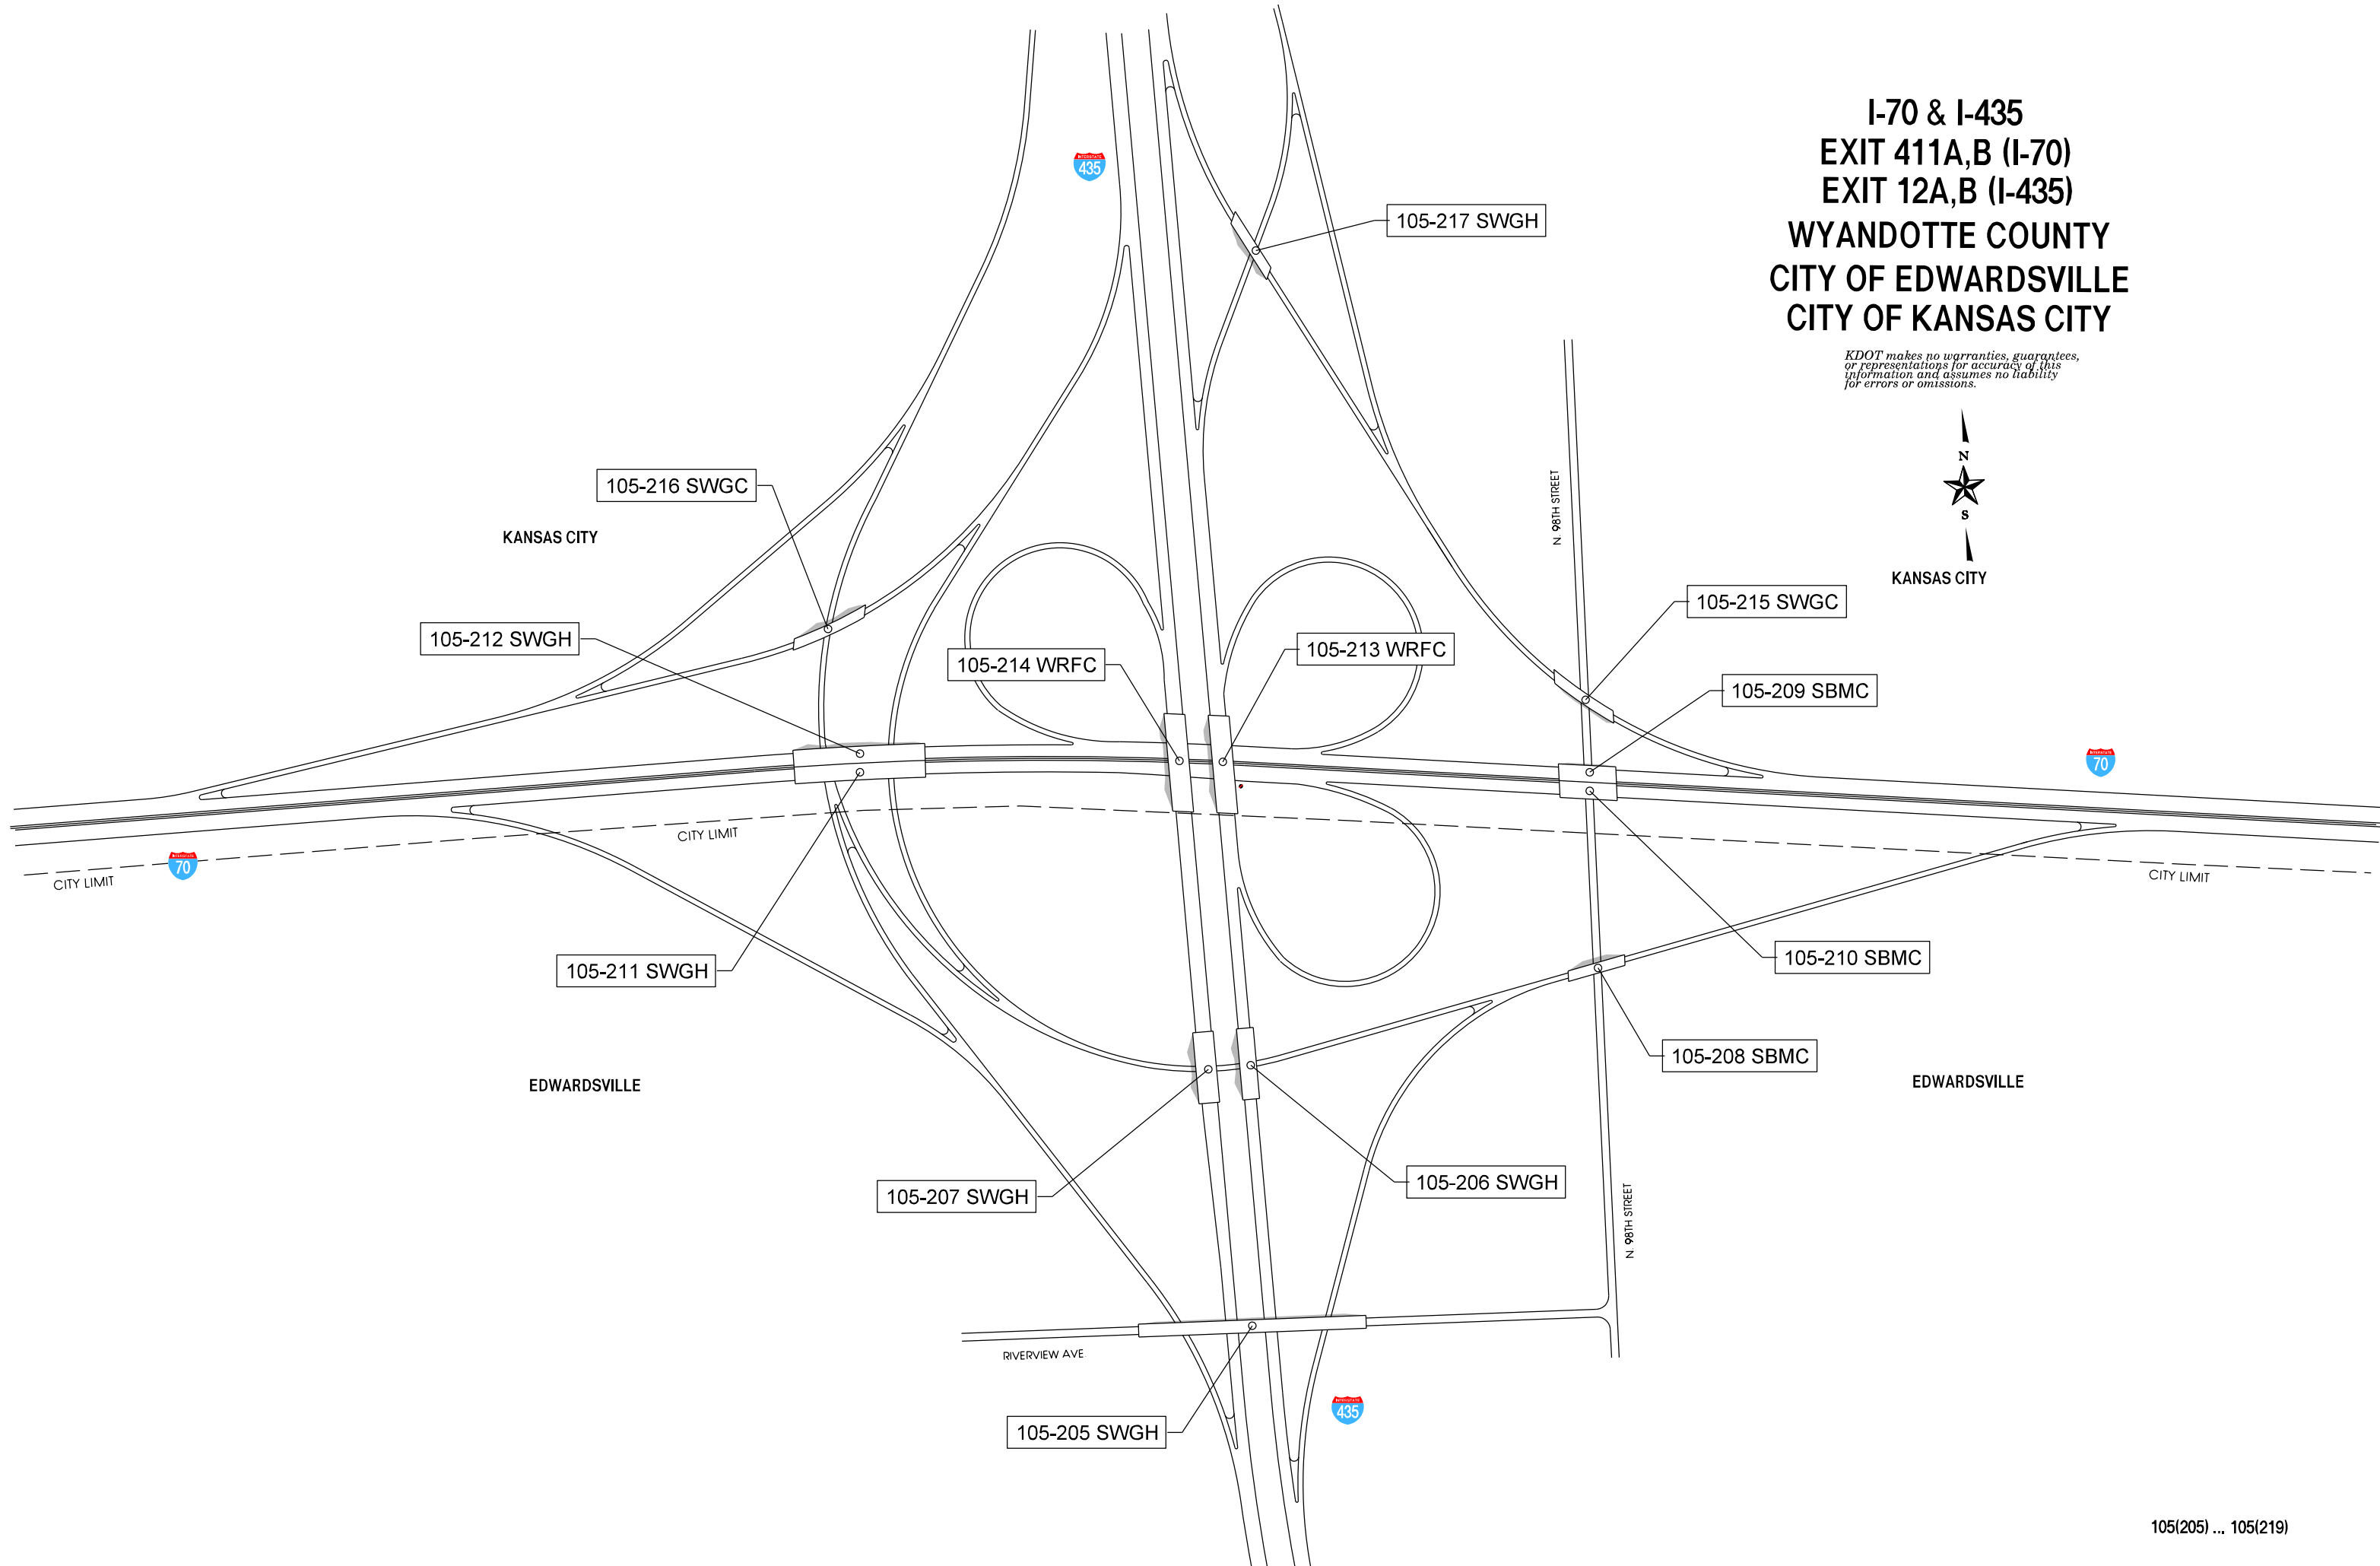 I-70 & I-435
EXIT 411A,B (I-70)
EXIT 12A,B (I-435)
WYANDOTTE COUNTY
CITY OF EDWARDSVILLE
CITY OF KANSAS CITY
KDOT makes no warranties, guarantees,
or representations for accuracy of this
information and assumes no liability
for errors or omissions.
N
S
KANSAS CITY
INTERSTATE
435
105-217 SWGH
105-216 SWGC
KANSAS CITY
N. 98TH STREET
105-215 SWGC
105-212 SWGH
105-214 WRFC
105-213 WRFC
105-209 SBMC
INTERSTATE
70
CITY LIMIT
INTERSTATE
70
CITY LIMIT
CITY LIMIT
105-211 SWGH
105-210 SBMC
105-208 SBMC
EDWARDSVILLE
EDWARDSVILLE
105-207 SWGH
105-206 SWGH
N. 98TH STREET
RIVERVIEW AVE.
INTERSTATE
435
105-205 SWGH
105(205) ... 105(219)